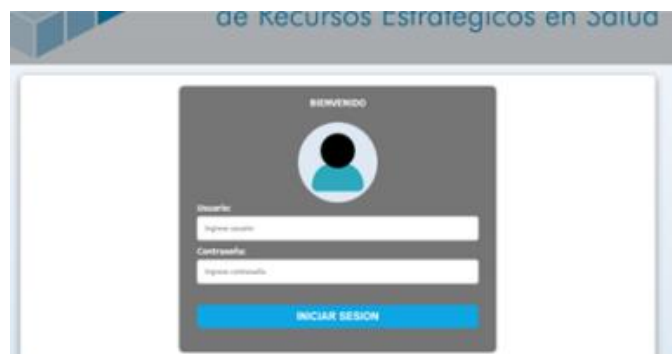 de Recursos Estratégicos en Salud
BIENVENIDO
Usuario:
Ingrese usuario
Contraseña:
Ingrese contraseña
INICIAR SESION